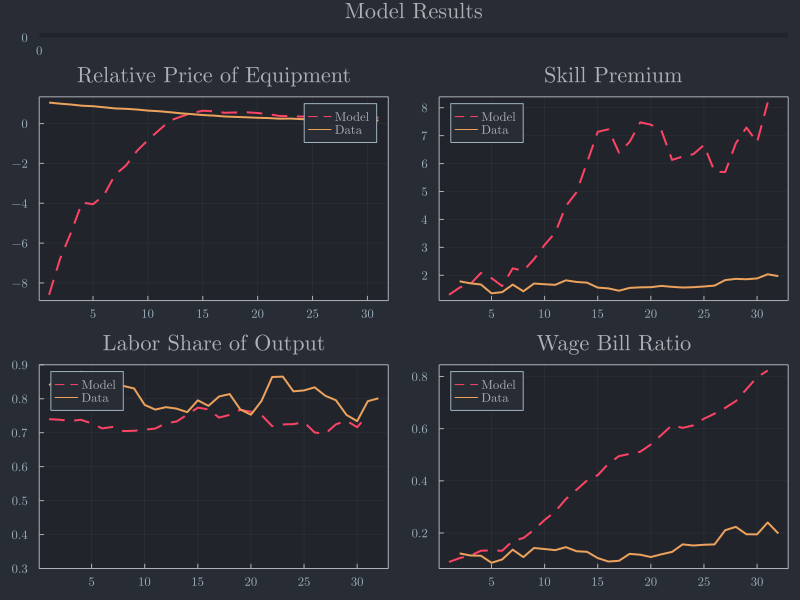 Model Results
0
0
Relative Price of Equipment
Model
Data
0
−2
−4
−6
−8
5 10 15 20 25 30
Skill Premium
Model
Data
8
7
6
5
4
3
2
5 10 15 20 25 30
Labor Share of Output
Model
Data
0.9
0.8
0.7
0.6
0.5
0.4
0.3
5 10 15 20 25 30
Wage Bill Ratio
Model
Data
0.8
0.6
0.4
0.2
5 10 15 20 25 30